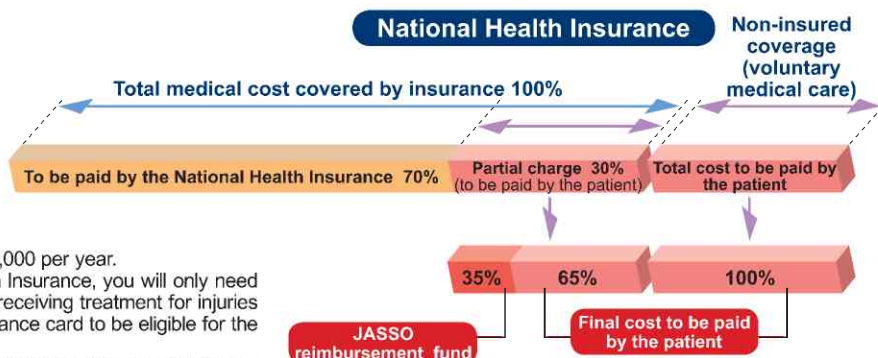 National Health Insurance
Non-insured
coverage
(voluntary
medical care)
Total medical cost covered by insurance 100%
To be paid by the National Health Insurance 70%
Partial charge 30%
(to be paid by the patient)
Total cost to be paid by
the patient
,000 per year.
Insurance, you will only need
receiving treatment for injuries
ance card to be eligible for the
35%
65%
100%
JASSO
reimbursement fund
Final cost to be paid
by the patient